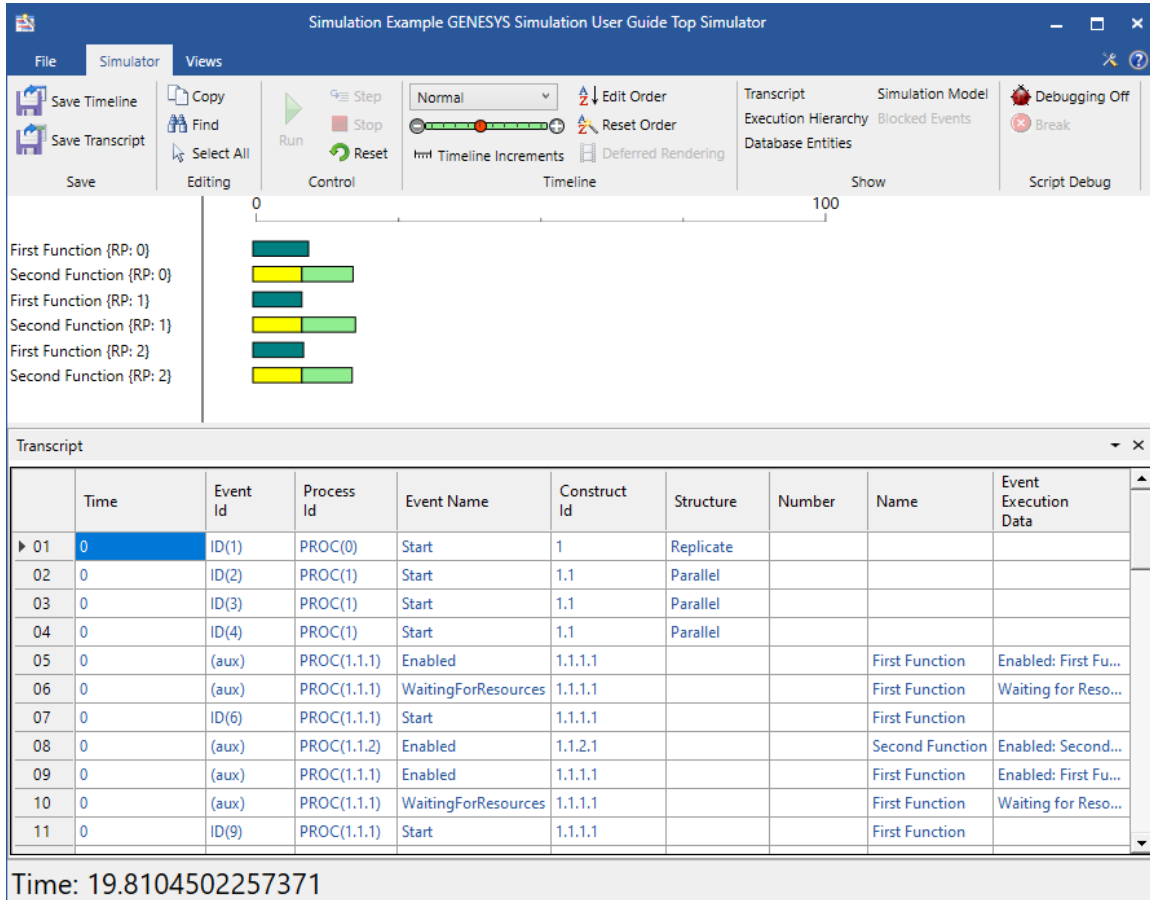 Simulation Example GENESYS Simulation User Guide Top Simulator
File Simulator Views
Save Timeline
Save Transcript
Save
Copy
Find
Select All
Editing
Run
Step
Stop
Reset
Control
Normal
Timeline Increments
Edit Order
Reset Order
Deferred Rendering
Timeline
Transcript Simulation Model
Execution Hierarchy Blocked Events
Database Entities
Show
Debugging Off
Break
Script Debug
0 100
First Function {RP: 0}
Second Function {RP: 0}
First Function {RP: 1}
Second Function {RP: 1}
First Function {RP: 2}
Second Function {RP: 2}
Transcript
Time Event Id Process Id Event Name Construct Id Structure Number Name Event Execution Data
01 0 ID(1) PROC(0) Start 1 Replicate
02 0 ID(2) PROC(1) Start 1.1 Parallel
03 0 ID(3) PROC(1) Start 1.1 Parallel
04 0 ID(4) PROC(1) Start 1.1 Parallel
05 0 (aux) PROC(1.1.1) Enabled 1.1.1.1 First Function Enabled: First Fu...
06 0 (aux) PROC(1.1.1) WaitingForResources 1.1.1.1 First Function Waiting for Reso...
07 0 ID(6) PROC(1.1.1) Start 1.1.1.1 First Function
08 0 (aux) PROC(1.1.2) Enabled 1.1.2.1 Second Function Enabled: Second...
09 0 (aux) PROC(1.1.1) Enabled 1.1.1.1 First Function Enabled: First Fu...
10 0 (aux) PROC(1.1.1) WaitingForResources 1.1.1.1 First Function Waiting for Reso...
11 0 ID(9) PROC(1.1.1) Start 1.1.1.1 First Function
Time: 19.8104502257371